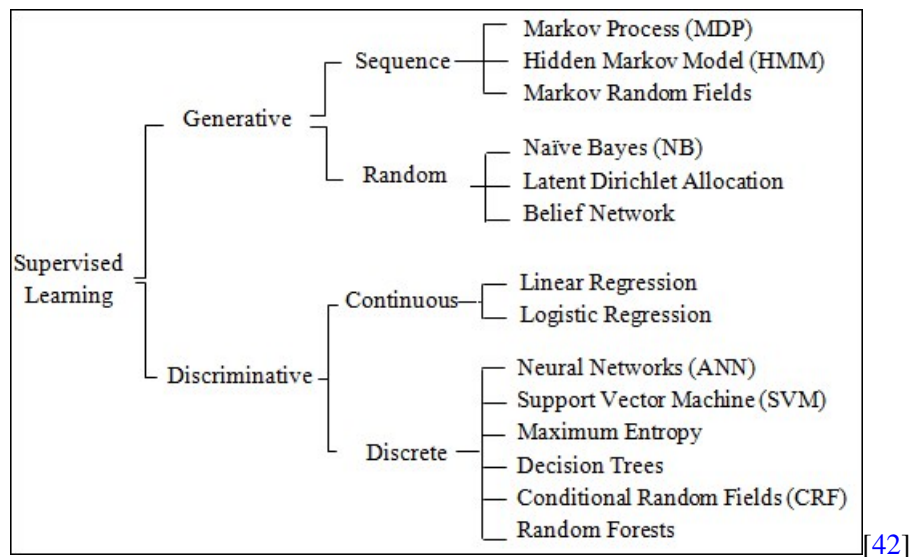 Supervised
Learning
Generative
Sequence
Markov Process (MDP)
Hidden Markov Model (HMM)
Markov Random Fields
Random
Naïve Bayes (NB)
Latent Dirichlet Allocation
Belief Network
Discriminative
Continuous
Linear Regression
Logistic Regression
Discrete
Neural Networks (ANN)
Support Vector Machine (SVM)
Maximum Entropy
Decision Trees
Conditional Random Fields (CRF)
Random Forests
[42]